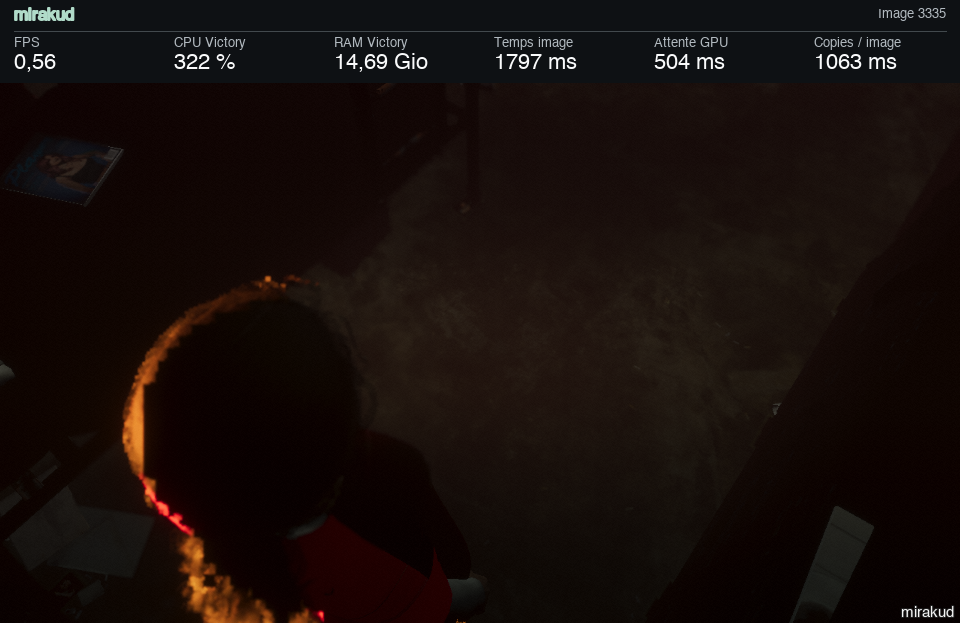 mirakud
Image 3335
FPS
CPU Victory
RAM Victory
Temps image
Attente GPU
Copies / image
0,56
322 %
14,69 Gio
1797 ms
504 ms
1063 ms
mirakud